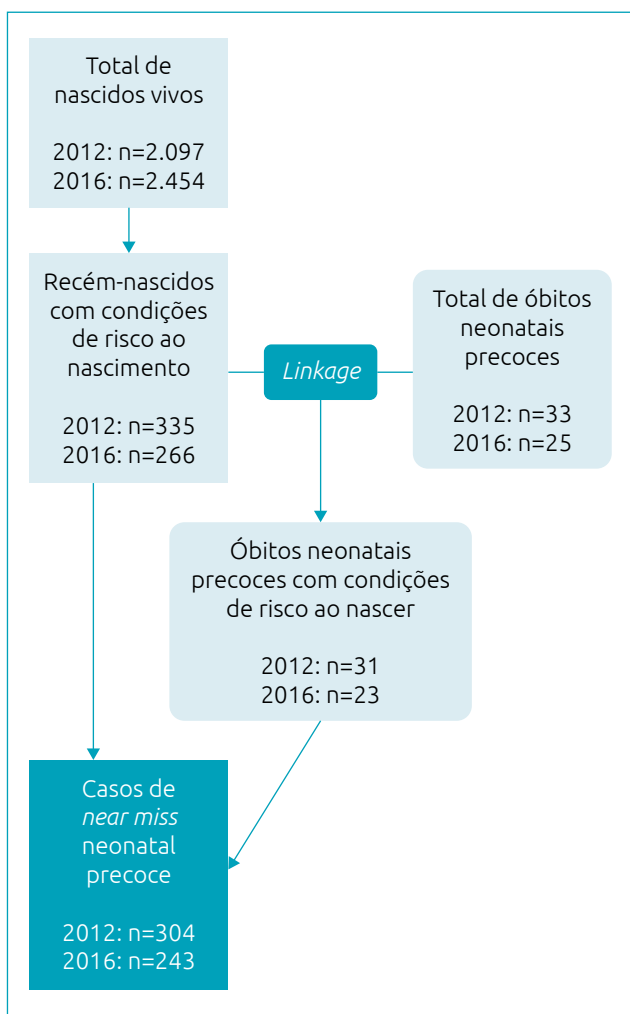 Total de
nascidos vivos
2012: n=2.097
2016: n=2.454
Recém-nascidos
com condições
de risco ao
nascimento
2012: n=335
2016: n=266
Linkage
Total de óbitos
neonatais
precoces
2012: n=33
2016: n=25
Óbitos neonatais
precoces com condições
de risco ao nascer
2012: n=31
2016: n=23
Casos de
near miss
neonatal
precoce
2012: n=304
2016: n=243